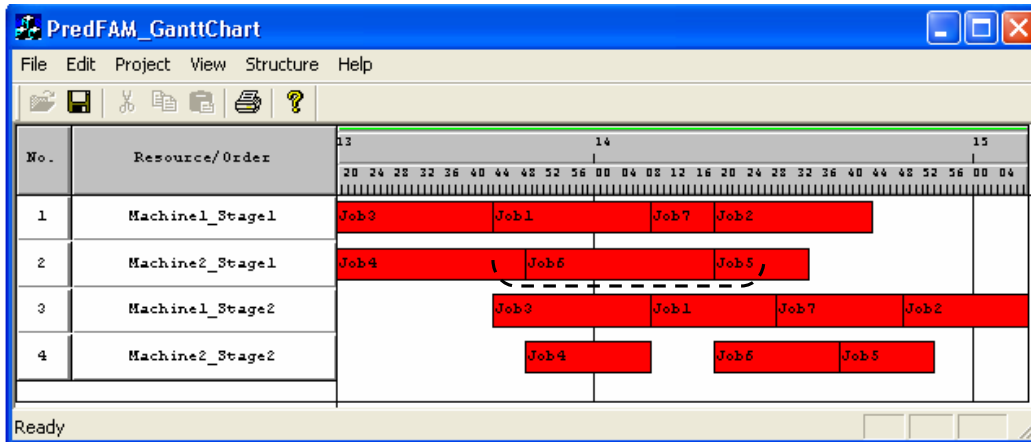 PredFAM_GanttChart
File Edit Project View Structure Help
13 14 15
No. Resource/Order
20 24 28 32 36 40 44 48 52 56 00 04 08 12 16 20 24 28 32 36 40 44 48 52 56 00 04
1 Machine1_Stage1 Job3 Job1 Job7 Job2
2 Machine2_Stage1 Job4 Job6 Job5
3 Machine1_Stage2 Job3 Job1 Job7 Job2
4 Machine2_Stage2 Job4 Job6 Job5
Ready